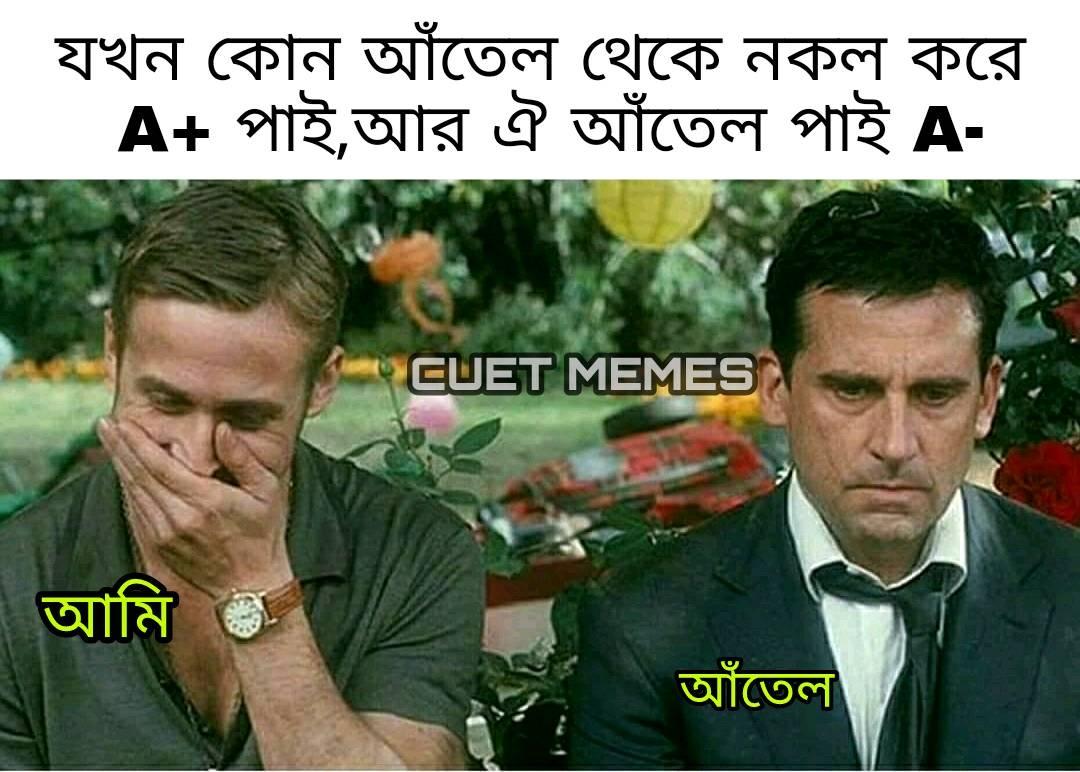 যখন কোন আঁতেল থেকে নকল করে
A+ পাই,আর ঐ আঁতেল পাই A-
CUET MEMES
আমি
আঁতেল